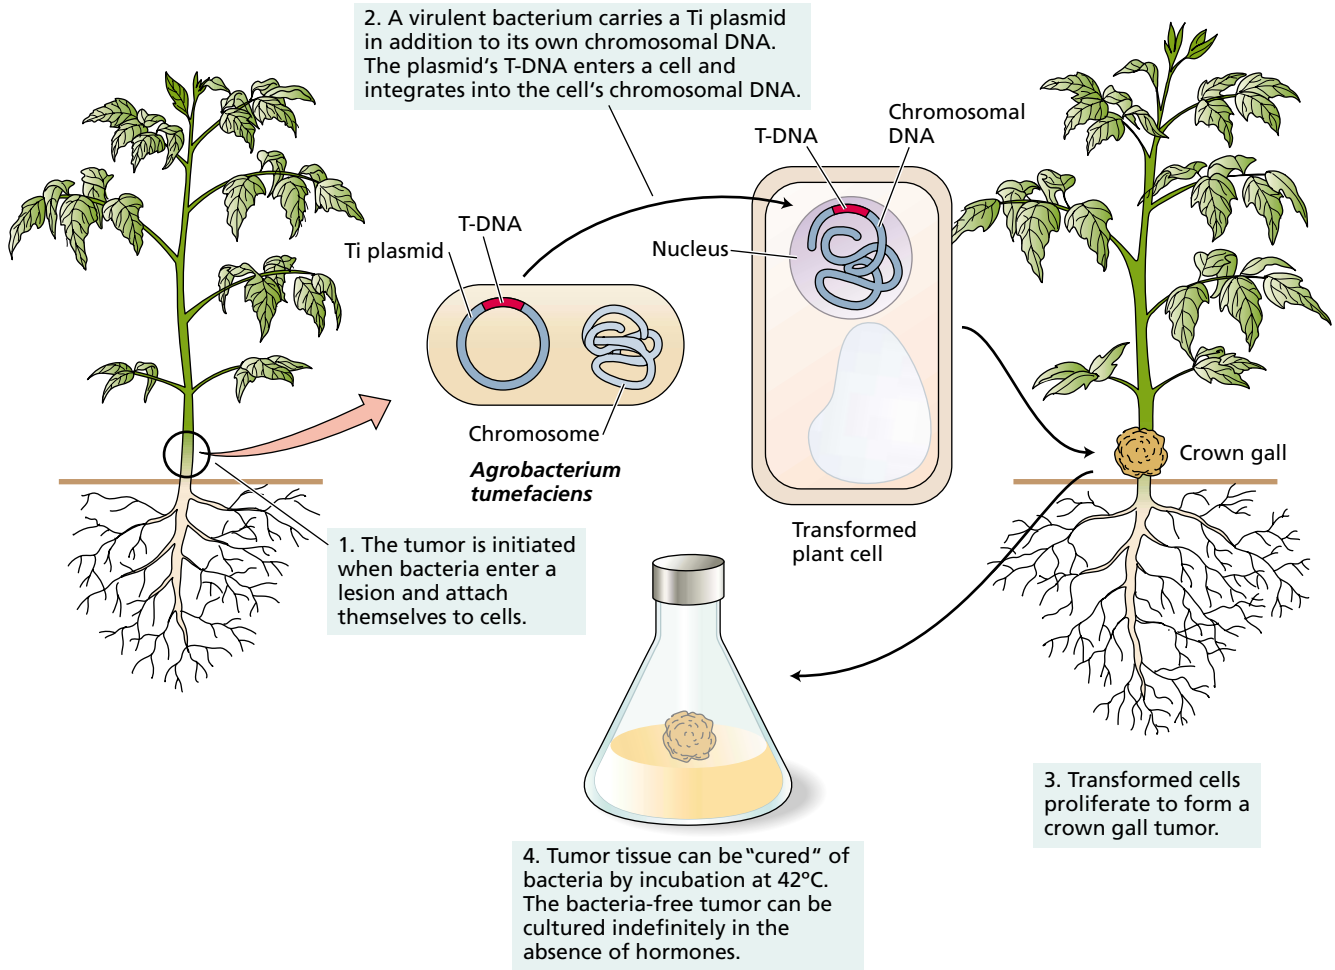 2. A virulent bacterium carries a Ti plasmid
in addition to its own chromosomal DNA.
The plasmid's T-DNA enters a cell and
integrates into the cell's chromosomal DNA.
Chromosomal
DNA
T-DNA
T-DNA
Ti plasmid
Nucleus
Chromosome
Agrobacterium
tumefaciens
Crown gall
Transformed
plant cell
1. The tumor is initiated
when bacteria enter a
lesion and attach
themselves to cells.
3. Transformed cells
proliferate to form a
crown gall tumor.
4. Tumor tissue can be “cured” of
bacteria by incubation at 42ºC.
The bacteria-free tumor can be
cultured indefinitely in the
absence of hormones.